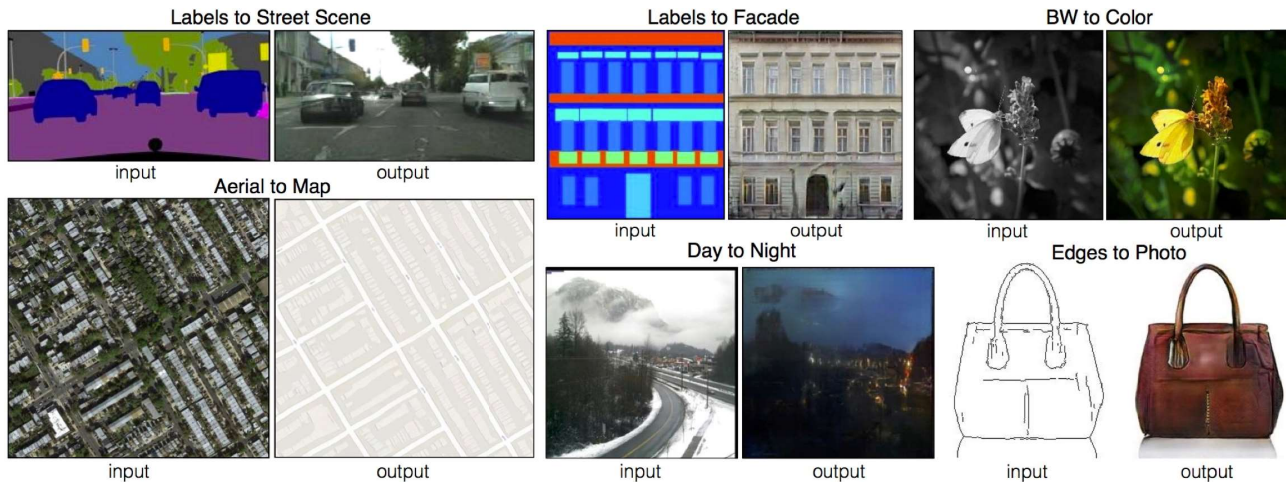 Labels to Street Scene
input
output
Aerial to Map
input
output
Labels to Facade
input
output
BW to Color
input
output
Day to Night
input
output
Edges to Photo
input
output